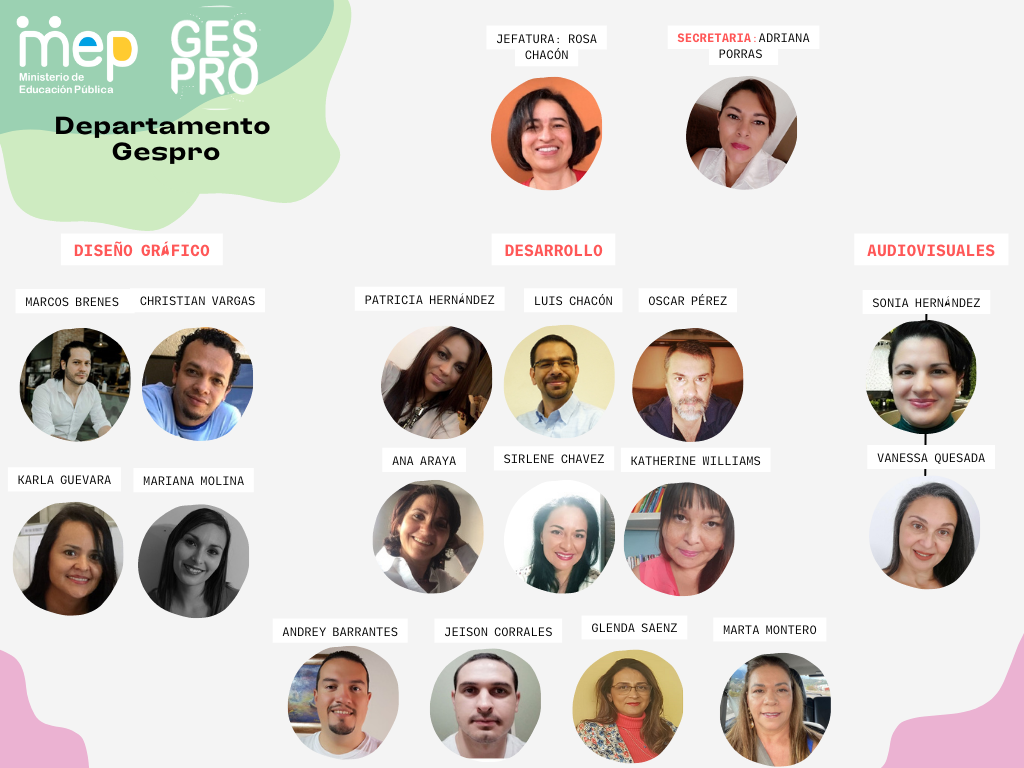 mep
Ministerio de
Educación Pública
GES
PRO
Departamento
Gespro
JEFATURA: ROSA
CHACÓN
SECRETARIA:ADRIANA
PORRAS
DISEÑO GRÁFICO
MARCOS BRENES
CHRISTIAN VARGAS
KARLA GUEVARA
MARIANA MOLINA
DESARROLLO
PATRICIA HERNÁNDEZ
LUIS CHACÓN
OSCAR PÉREZ
ANA ARAYA
SIRLENE CHAVEZ
KATHERINE WILLIAMS
ANDREY BARRANTES
JEISON CORRALES
GLENDA SAENZ
MARTA MONTERO
AUDIOVISUALES
SONIA HERNÁNDEZ
VANESSA QUESADA